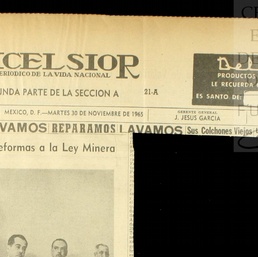 CELSIOR
PERIODICO DE LA VIDA NACIONAL
UNDA PARTE DE LA SECCION A 21-A
MEXICO, D. F.—MARTES 30 DE NOVIEMBRE DE 1965
GERENTE GENERAL
J. JESUS GARCIA
PRODUCTOS
LE RECUERDA
ES SANTO DE:
VAMOS REPARAMOS LAVAMOS Sus Colchones Viejos
eformas a la Ley Minera